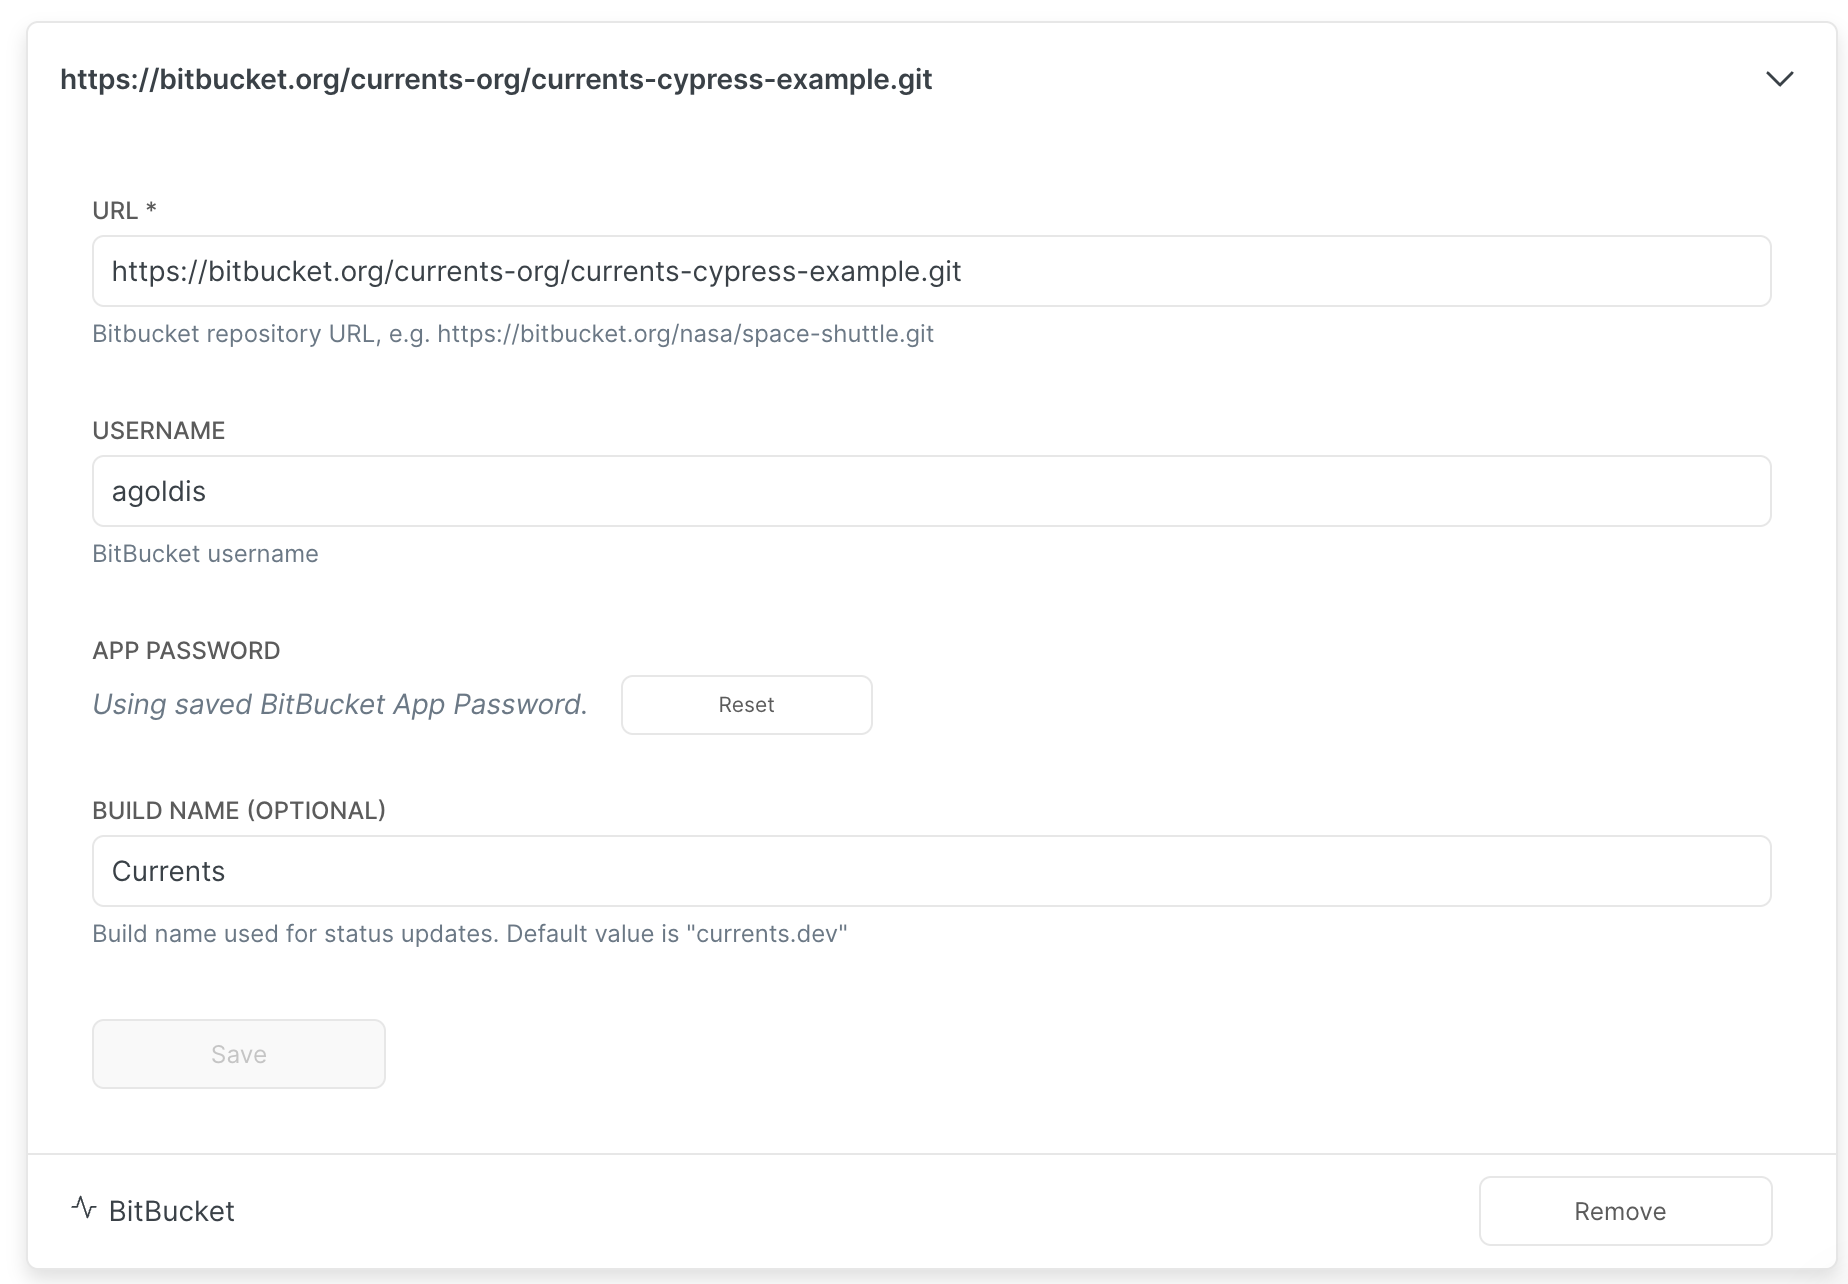 https://bitbucket.org/currents-org/currents-cypress-example.git
URL *
https://bitbucket.org/currents-org/currents-cypress-example.git
Bitbucket repository URL, e.g. https://bitbucket.org/nasa/space-shuttle.git
USERNAME
agoldis
BitBucket username
APP PASSWORD
Using saved BitBucket App Password. Reset
BUILD NAME (OPTIONAL)
Currents
Build name used for status updates. Default value is "currents.dev"
Save
BitBucket Remove